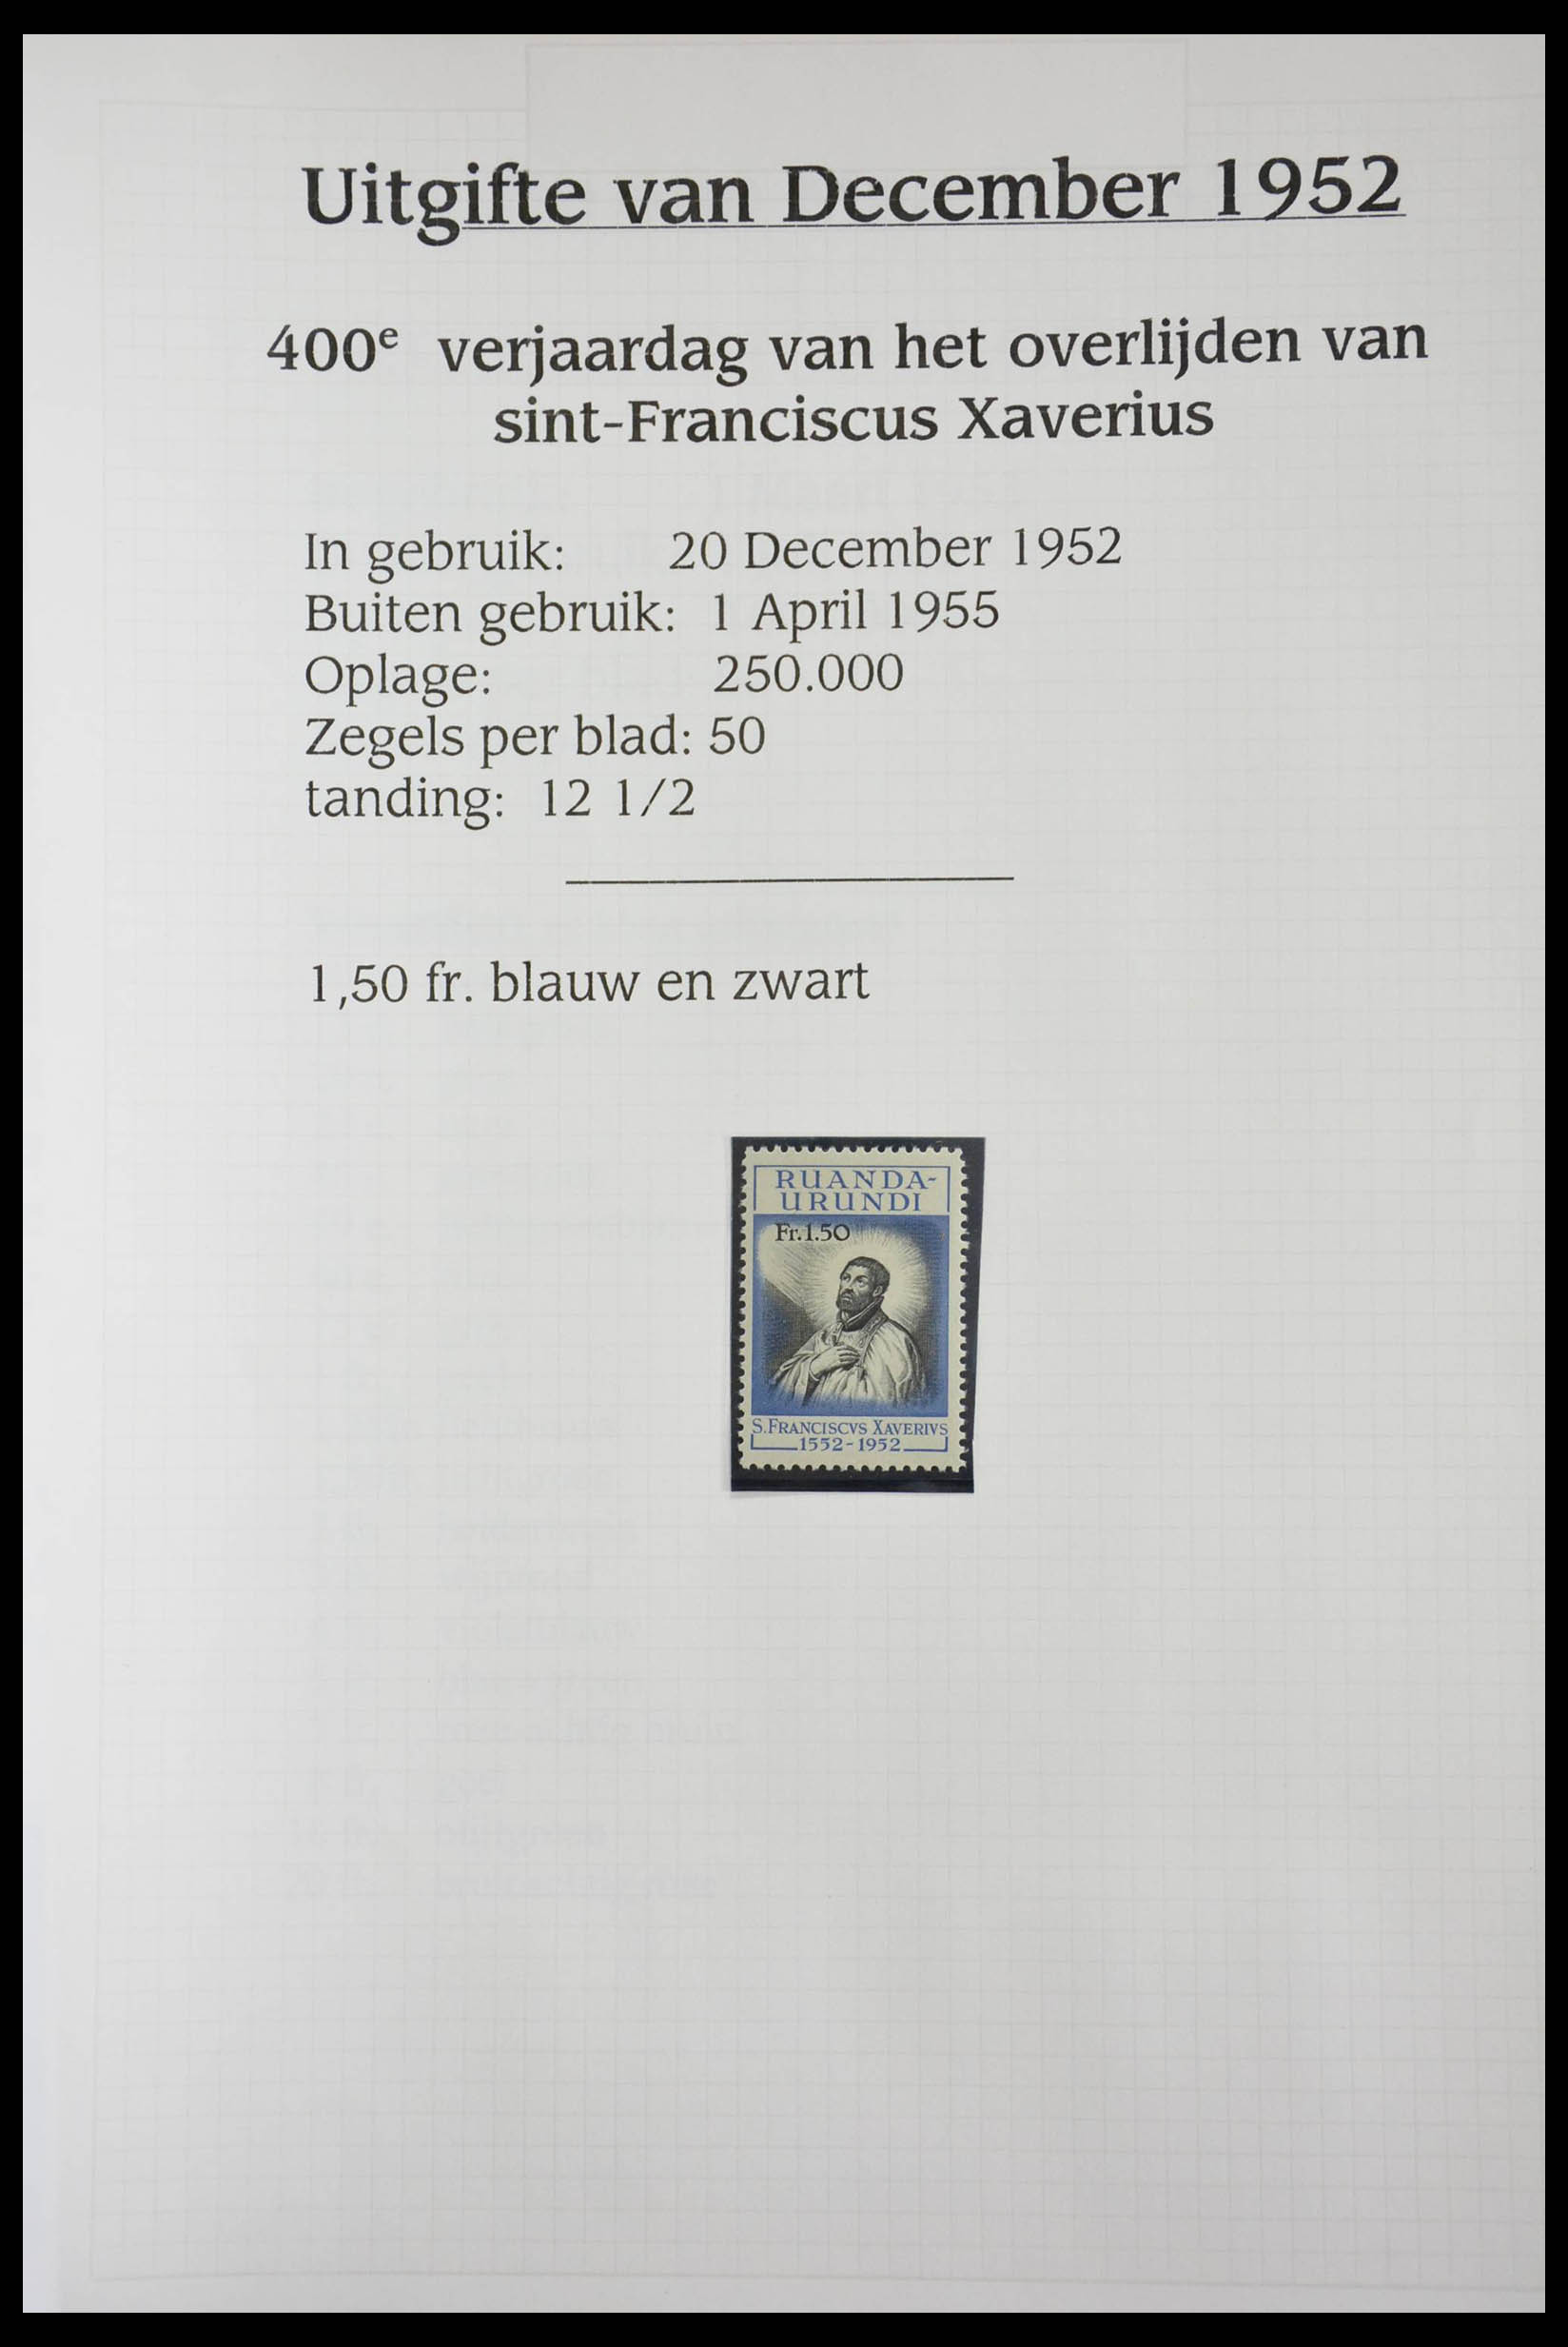 Uitgifte van December 1952
400e verjaardag van het overlijden van
sint-Franciscus Xaverius
In gebruik: 20 December 1952
Buiten gebruik: 1 April 1955
Oplage: 250.000
Zegels per blad: 50
tanding: 12 1/2
1,50 fr. blauw en zwart
RUANDA-
URUNDI
Fr.1.50
S.FRANCISCVS XAVERIVS
1552-1952